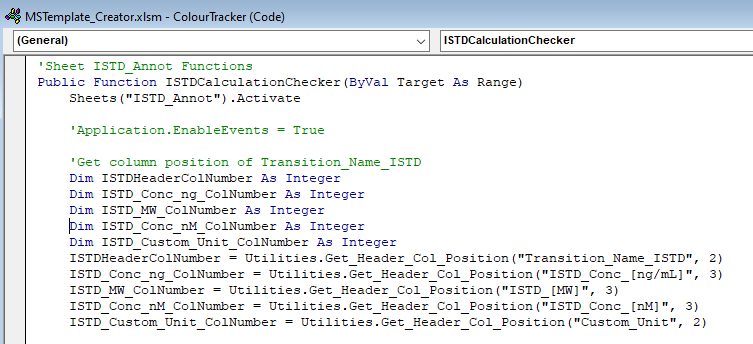 MSTemplate_Creator.xlsm - ColourTracker (Code)
(General) ISTDCalculationChecker
'Sheet ISTD_Annot Functions
Public Function ISTDCalculationChecker(ByVal Target As Range)
    Sheets("ISTD_Annot").Activate
    'Application.EnableEvents = True
    'Get column position of Transition_Name_ISTD
    Dim ISTDHeaderColNumber As Integer
    Dim ISTD_Conc_ng_ColNumber As Integer
    Dim ISTD_MW_ColNumber As Integer
    Dim ISTD_Conc_nM_ColNumber As Integer
    Dim ISTD_Custom_Unit_ColNumber As Integer
    ISTDHeaderColNumber = Utilities.Get_Header_Col_Position("Transition_Name_ISTD", 2)
    ISTD_Conc_ng_ColNumber = Utilities.Get_Header_Col_Position("ISTD_Conc_[ng/mL]", 3)
    ISTD_MW_ColNumber = Utilities.Get_Header_Col_Position("ISTD_[MW]", 3)
    ISTD_Conc_nM_ColNumber = Utilities.Get_Header_Col_Position("ISTD_Conc_[nM]", 3)
    ISTD_Custom_Unit_ColNumber = Utilities.Get_Header_Col_Position("Custom_Unit", 2)